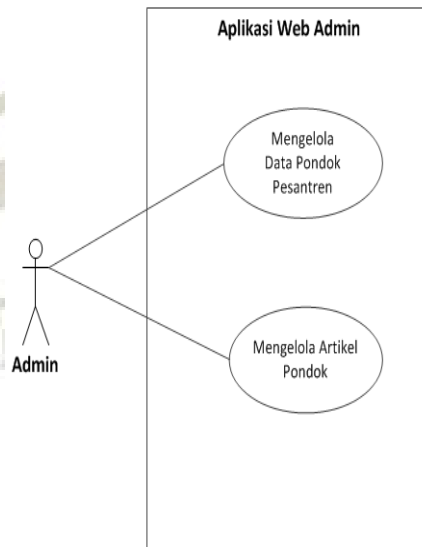 Aplikasi Web Admin
Mengelola
Data Pondok
Pesantren
Mengelola Artikel
Pondok
Admin